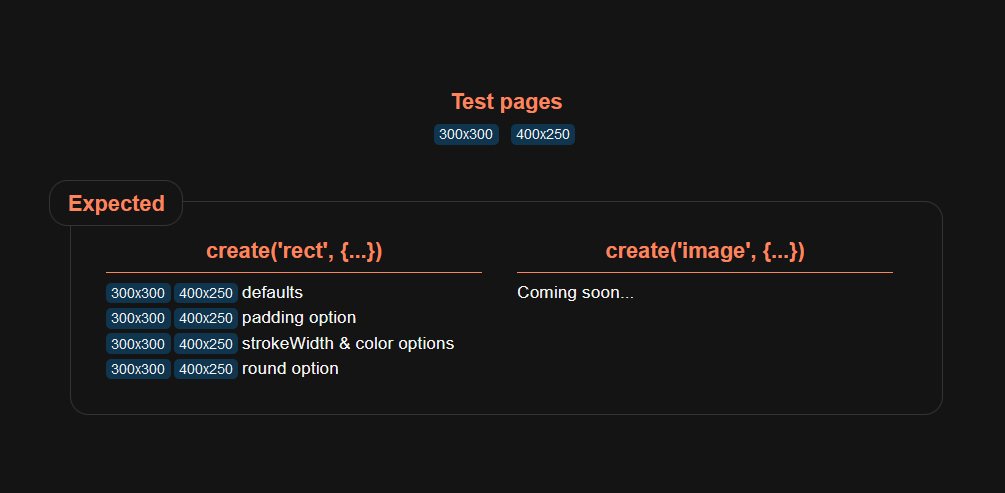 Test pages
300x300 400x250
Expected
create('rect', {...})
300x300 400x250 defaults
300x300 400x250 padding option
300x300 400x250 strokeWidth & color options
300x300 400x250 round option
create('image', {...})
Coming soon...